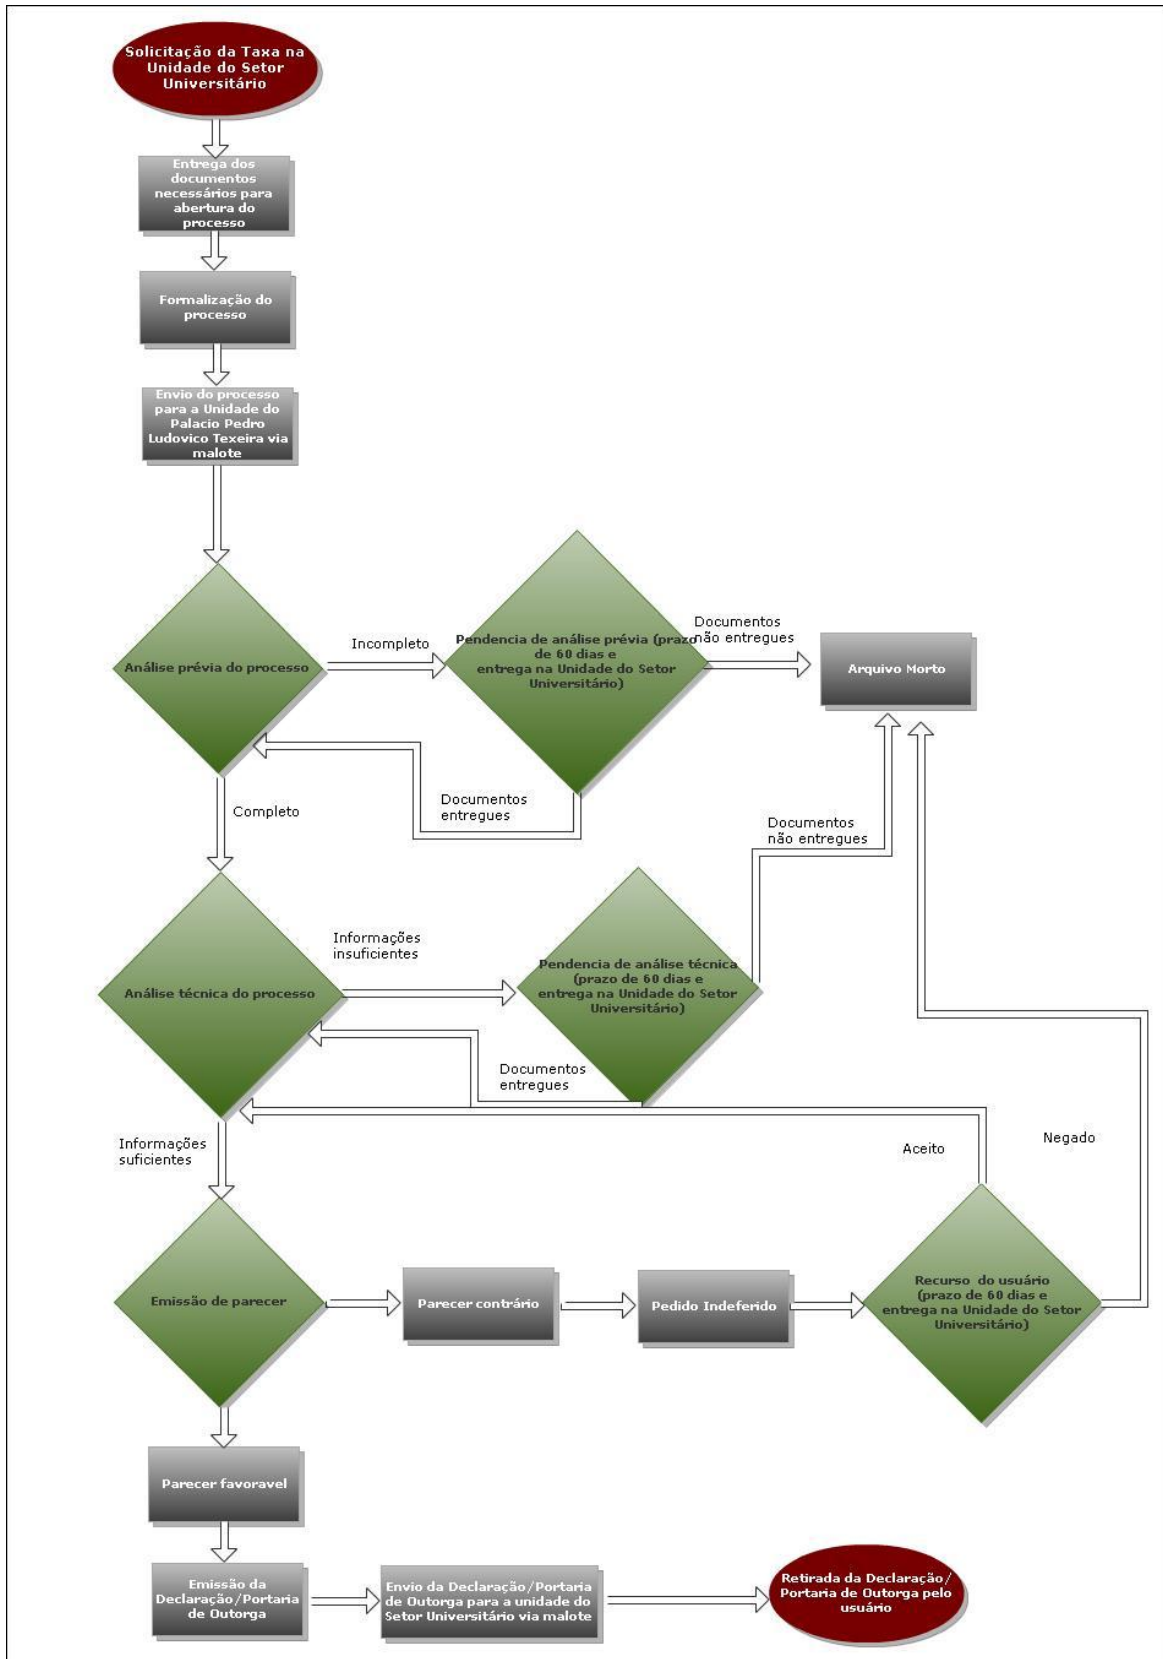 Solicitação da Taxa na
Unidade do Setor
Universitário
Entrega dos
documentos
necessários para
abertura do
processo
Formalização do
processo
Envio do processo
para a Unidade do
Palacio Pedro
Ludovico Texeira via
malote
Análise prévia do processo
Incompleto
Pendencia de análise prévia (prazo
de 60 dias e
entrega na Unidade do Setor
Universitário)
Documentos
não entregues
Arquivo Morto
Documentos
entregues
Completo
Documentos
não entregues
Análise técnica do processo
Informações
insuficientes
Pendencia de análise técnica
(prazo de 60 dias e
entrega na Unidade do Setor
Universitário)
Documentos
entregues
Informações
suficientes
Aceito
Negado
Emissão de parecer
Parecer contrário
Pedido Indeferido
Recurso do usuário
(prazo de 60 dias e
entrega na Unidade do Setor
Universitário)
Parecer favoravel
Emissão da
Declaração/Portaria
de Outorga
Envio da Declaração/Portaria
de Outorga para a unidade do
Setor Universitário via malote
Retirada da Declaração/
Portaria de Outorga pelo
usuário